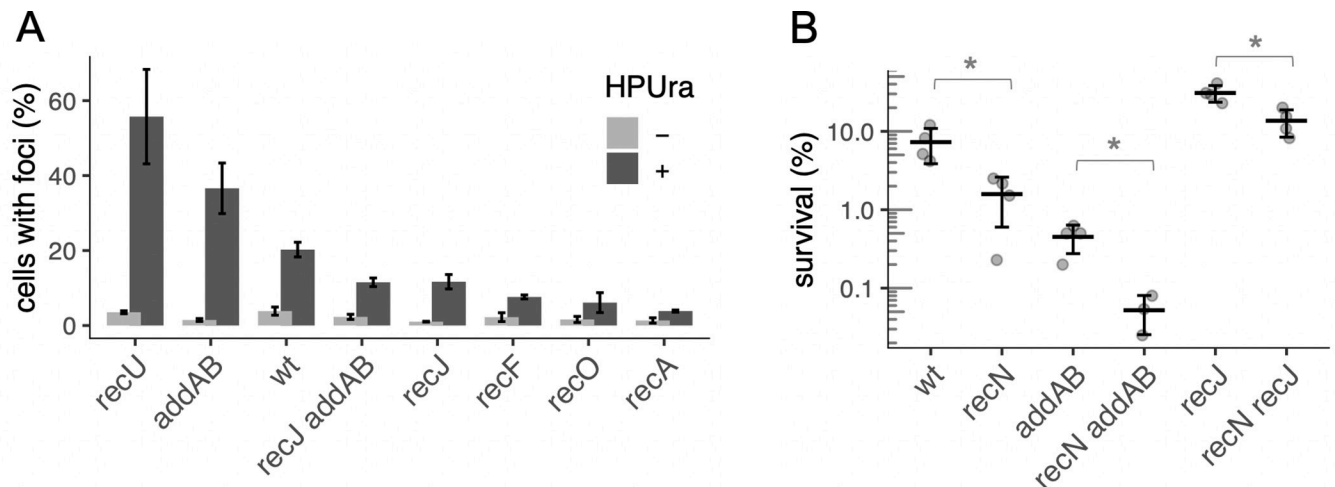 A
cells with foci (%)
60
40
20
0
HPUra
−
+
recU
addAB
wt
recJ addAB
recJ
recF
recO
recA
B
survival (%)
10.0
1.0
0.1
*
*
*
wt
recN
addAB
recN addAB
recJ
recN recJ